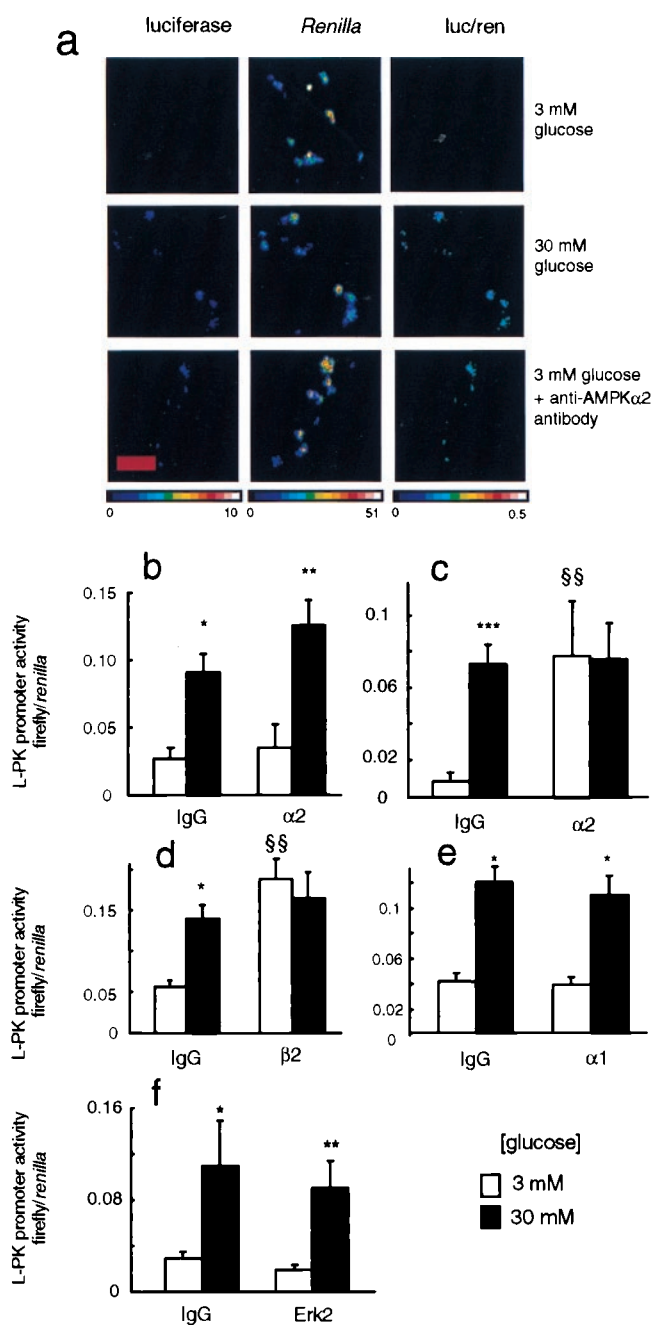 a
luciferase Renilla luc/ren
3 mM
glucose
30 mM
glucose
3 mM glucose
+ anti-AMPKα2
antibody
0 10 0 51 0 0.5
b
L-PK promoter activity
firefly/renilla
0.15
0.10
0.05
0
*
**
IgG α2
c
0.1
0.06
0.02
0
***
§§
IgG α2
d
L-PK promoter activity
firefly/renilla
0.15
0.05
0
*
§§
IgG β2
e
0.1
0.06
0.02
0
*
*
IgG α1
f
L-PK promoter activity
firefly/renilla
0.16
0.08
0
*
**
IgG Erk2
[glucose]
3 mM
30 mM